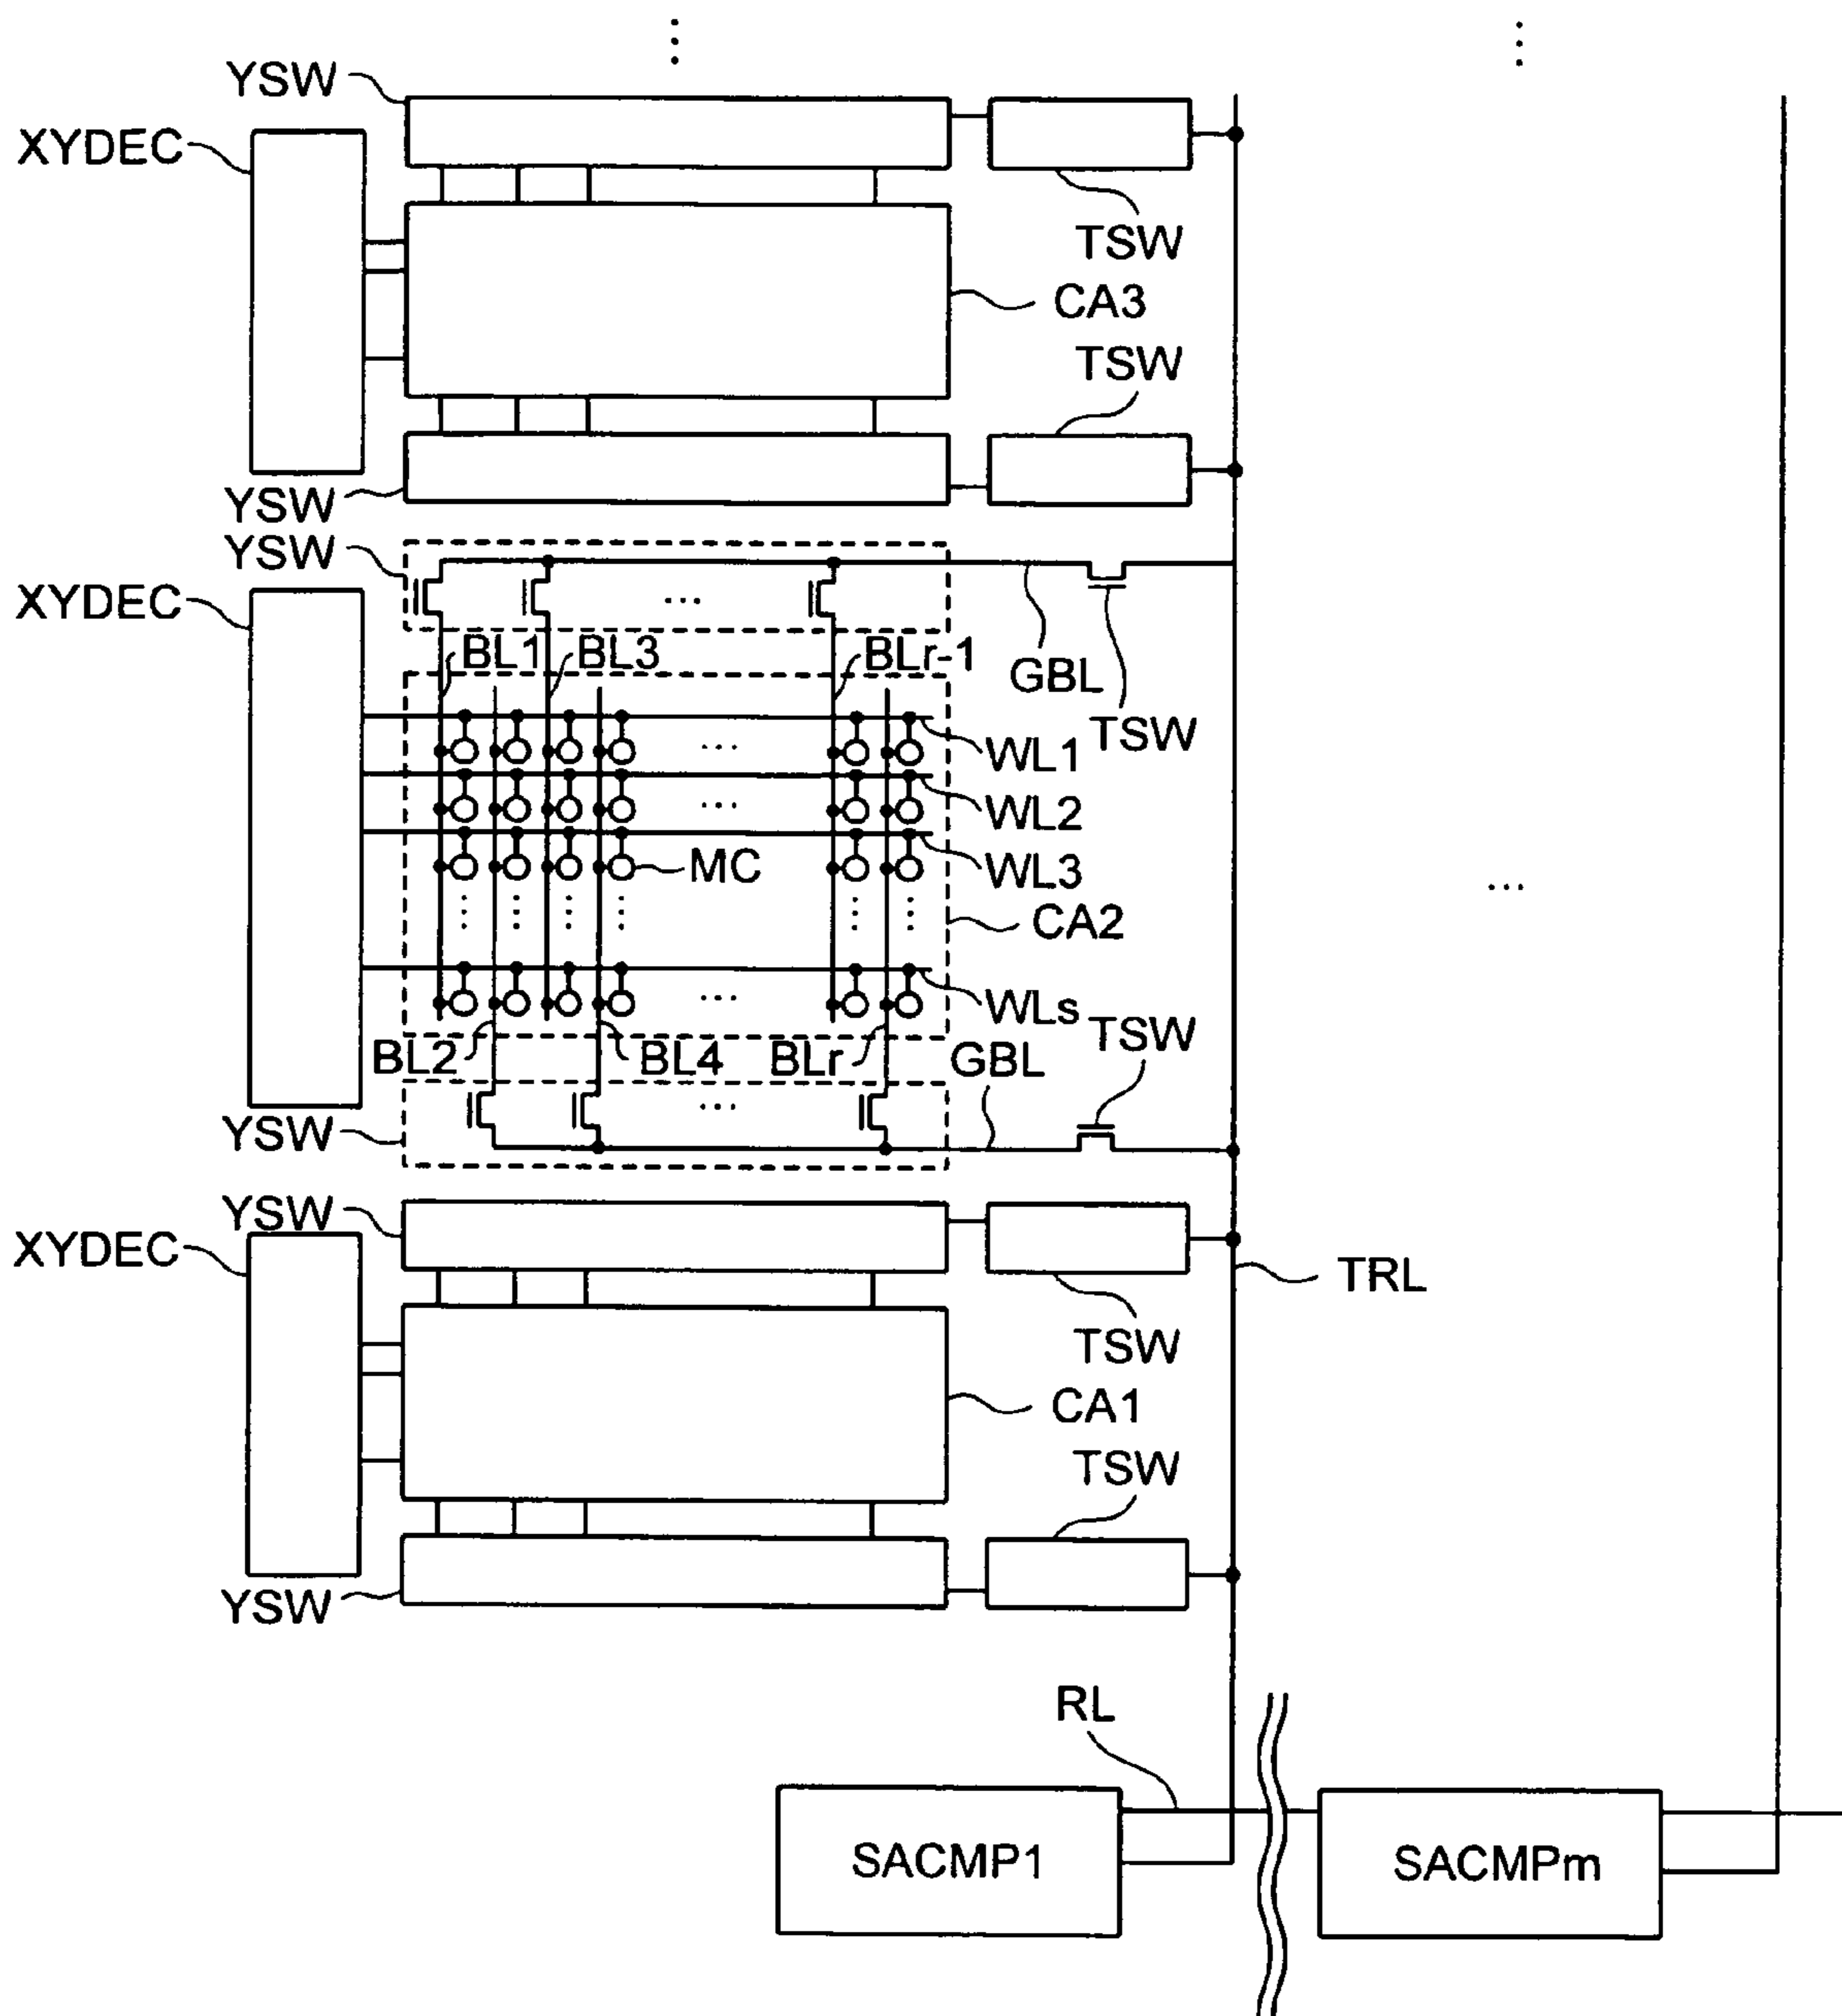 YSW
XYDEC
TSW
CA3
TSW
YSW
YSW
XYDEC
BL1
BL3
BLr-1
GBL
TSW
WL1
WL2
MC
WL3
CA2
WLs
TSW
BL2
BL4
BLr
GBL
YSW
YSW
XYDEC
TRL
TSW
CA1
TSW
YSW
RL
SACMP1
SACMPm